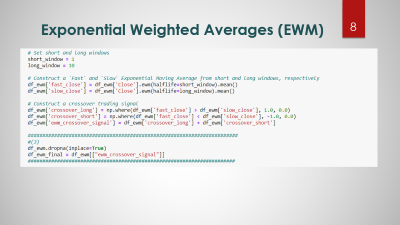 Exponential Weighted Averages (EWM)
8
# Set short and long windows
short_window = 1
long_window = 10
# Construct a `Fast` and `Slow` Exponential Moving Average from short and long windows, respectively
df_ewm['fast_close'] = df_ewm['Close'].ewm(halflife=short_window).mean()
df_ewm['slow_close'] = df_ewm['Close'].ewm(halflife=long_window).mean()
# Construct a crossover trading signal
df_ewm['crossover_long'] = np.where(df_ewm['fast_close'] > df_ewm['slow_close'], 1.0, 0.0)
df_ewm['crossover_short'] = np.where(df_ewm['fast_close'] < df_ewm['slow_close'], -1.0, 0.0)
df_ewm['ewm_crossover_signal'] = df_ewm['crossover_long'] + df_ewm['crossover_short']
#(3)
df_ewm.dropna(inplace=True)
df_ewm_final = df_ewm[["ewm_crossover_signal"]]